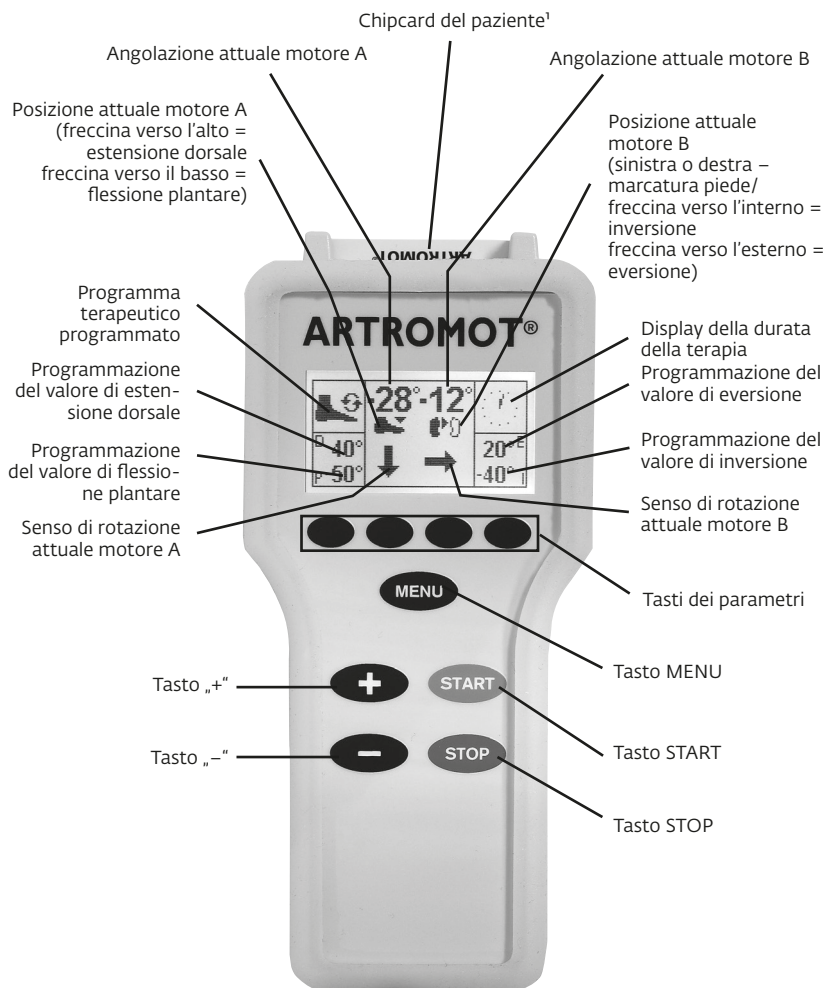 Chipcard del paziente¹
Angolazione attuale motore A
Angolazione attuale motore B
Posizione attuale motore A
(freccina verso l'alto =
estensione dorsale
freccina verso il basso =
flessione plantare)
Posizione attuale
motore B
(sinistra o destra –
marcatura piede/
freccina verso l'interno =
inversione
freccina verso l'esterno =
eversione)
ARTROMOT®
Programma
terapeutico
programmato
ARTROMOT®
Display della durata
della terapia
Programmazione
del valore di esten-
sione dorsale
Programmazione del
valore di eversione
-28° -12°
D 40°
20° E
P 50°
-40° I
Programmazione
del valore di flessio-
ne plantare
Programmazione del
valore di inversione
Senso di rotazione
attuale motore A
Senso di rotazione
attuale motore B
Tasti dei parametri
MENU
Tasto MENU
Tasto „+“
+
START
Tasto START
Tasto „–“
–
STOP
Tasto STOP